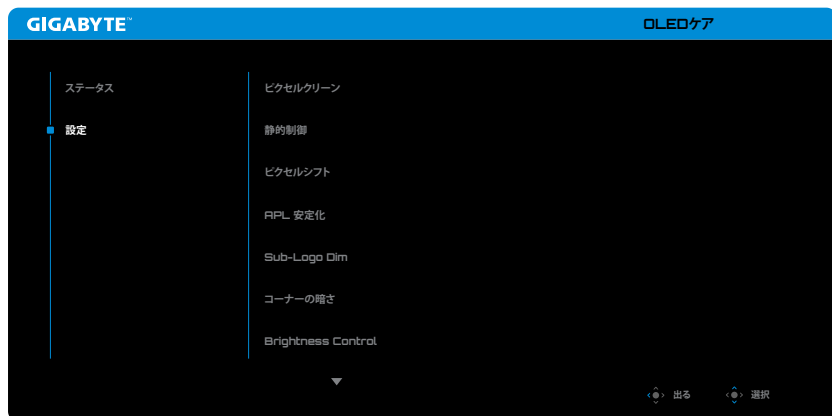 GIGABYTE™
OLEDケア
ステータス
設定
ピクセルクリーン
静的制御
ピクセルシフト
APL 安定化
Sub-Logo Dim
コーナーの暗さ
Brightness Control
出る
選択